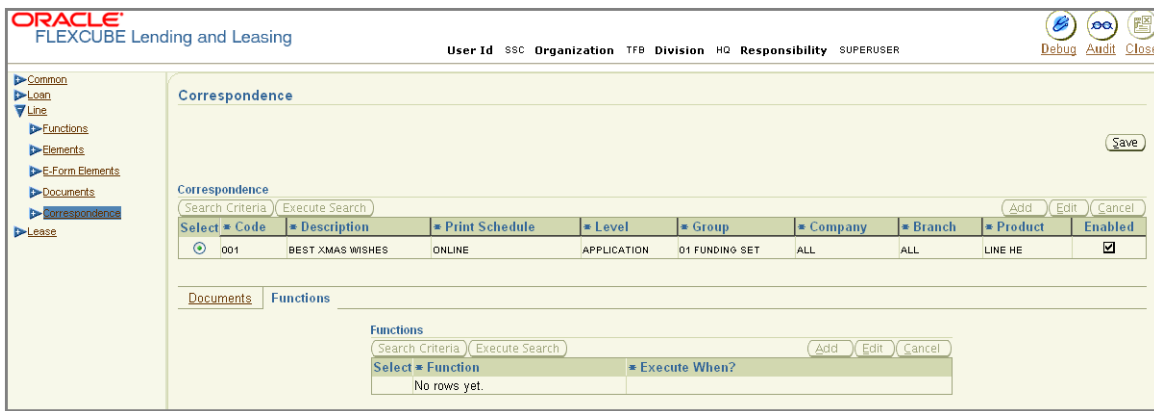 ORACLE
FLEXCUBE Lending and Leasing
User Id SSC Organization TFB Division HQ Responsibility SUPERUSER
Debug Audit Close
Common
Loan
Line
Functions
Elements
E-Form Elements
Documents
Correspondence
Lease
Correspondence
Save
Correspondence
Search Criteria Execute Search Add Edit Cancel
Select * Code * Description * Print Schedule * Level * Group * Company * Branch * Product Enabled
001 BEST XMAS WISHES ONLINE APPLICATION 01 FUNDING SET ALL ALL LINE HE
Documents Functions
Functions
Search Criteria Execute Search Add Edit Cancel
Select * Function * Execute When?
No rows yet.